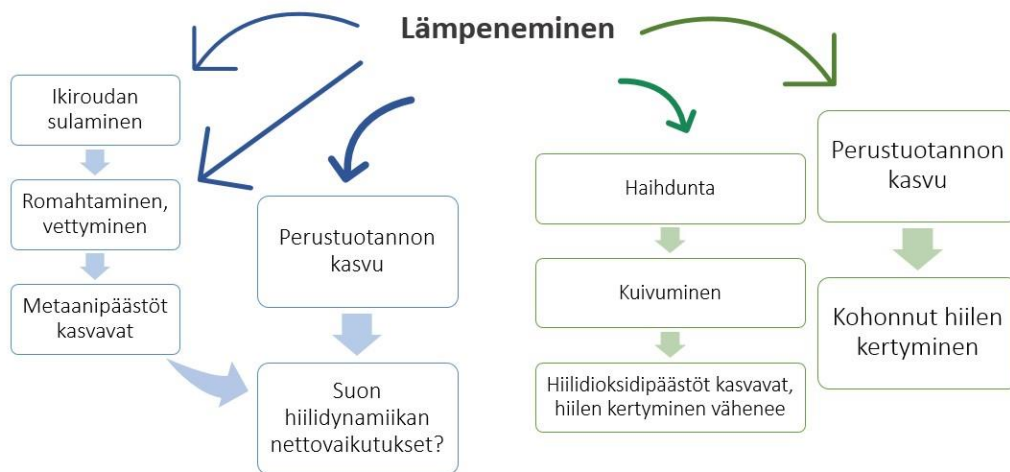 Lämpeneminen
Ikiroudan
sulaminen
Romahtaminen,
vettyminen
Metaanipäästöt
kasvavat
Perustuotannon
kasvu
Suon
hiilidynamiikan
nettovaikutukset?
Haihdunta
Kuivuminen
Hiilidioksidipäästöt kasvavat,
hiilen kertyminen vähenee
Perustuotannon
kasvu
Kohonnut hiilen
kertyminen